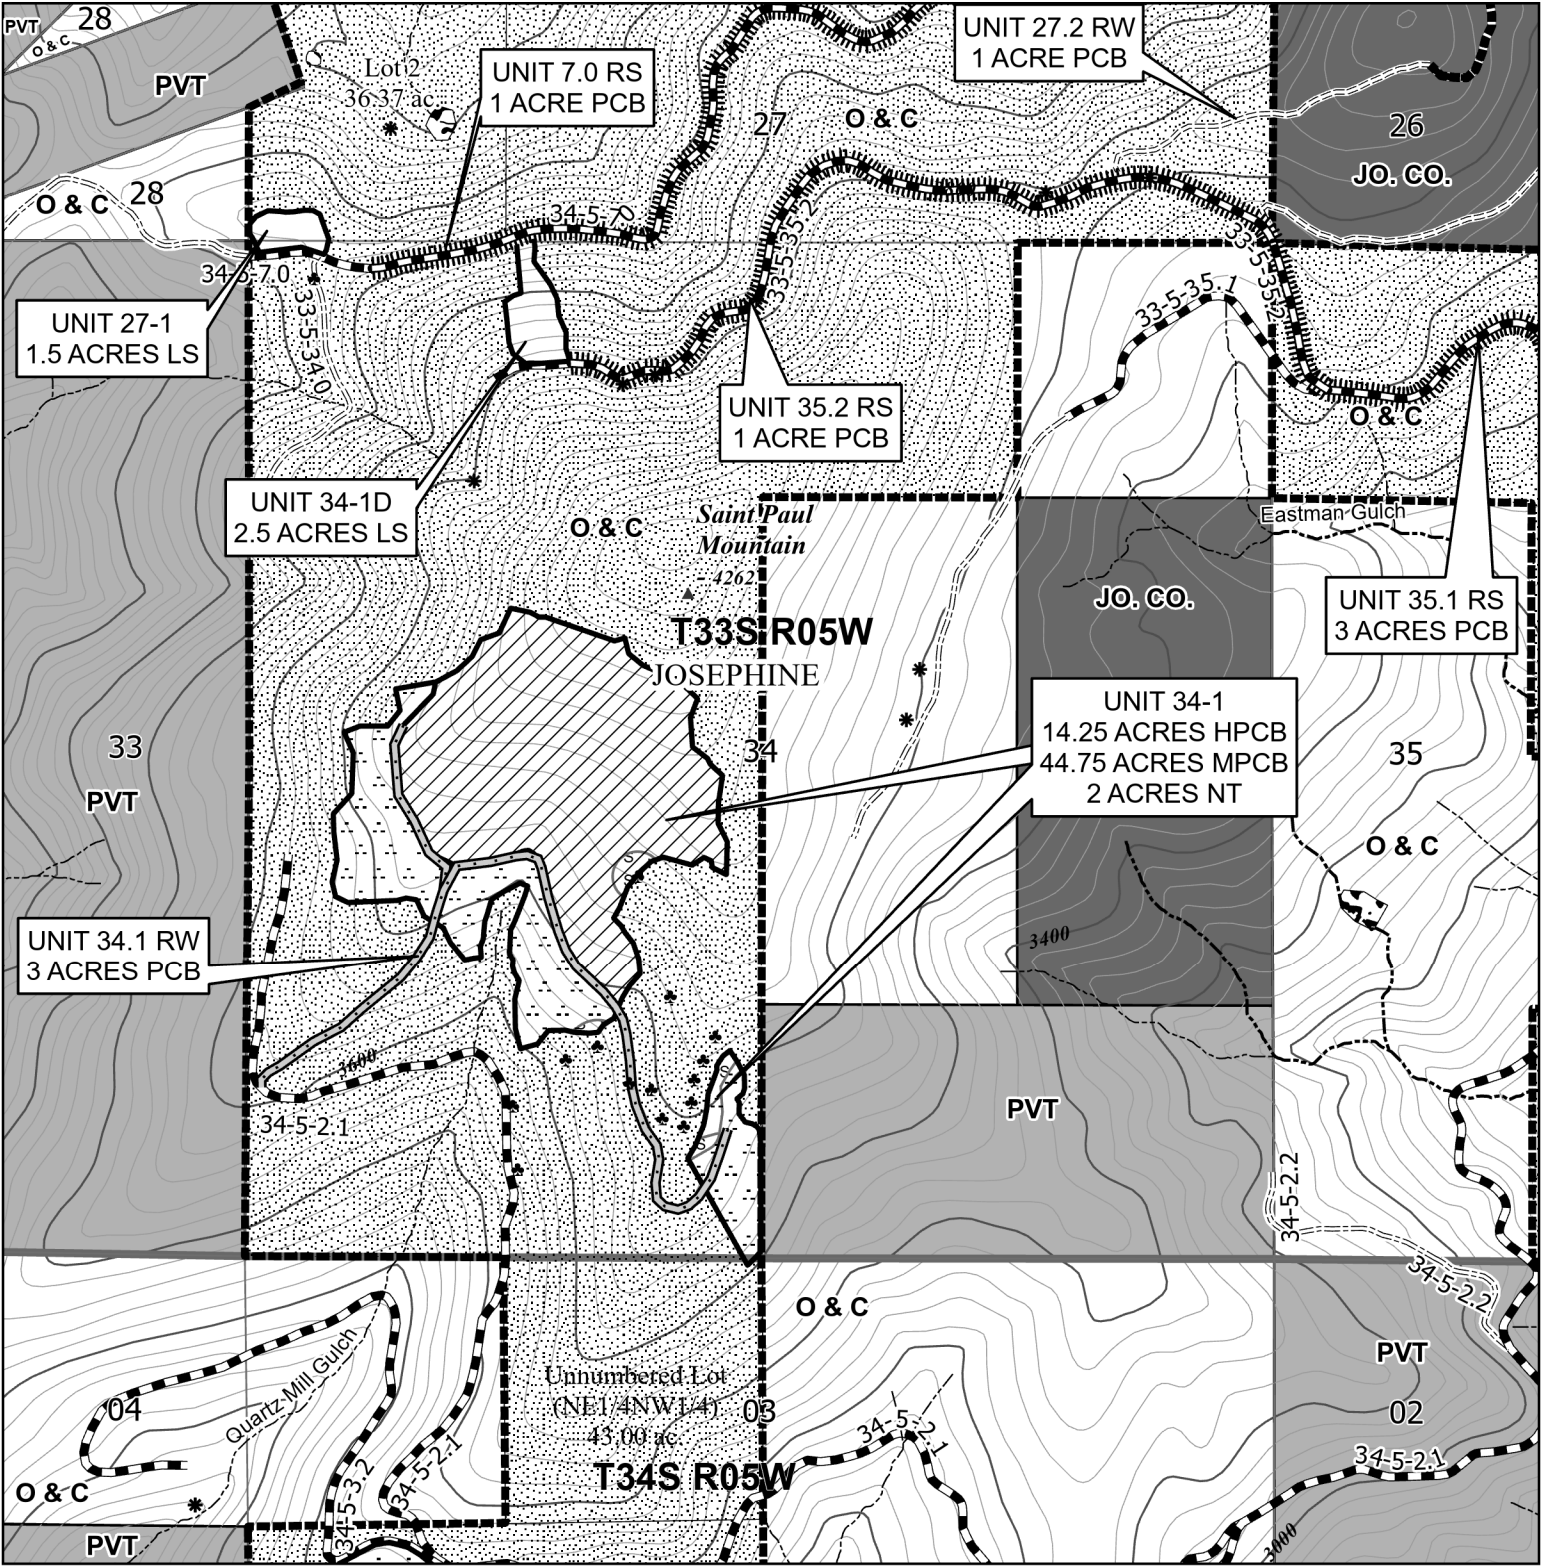 PVT
28
O & C
PVT
Lot 2
36.37 ac.
UNIT 7.0 RS
1 ACRE PCB
27
O & C
UNIT 27.2 RW
1 ACRE PCB
26
JO. CO.
28
O & C
34-5-7.0
34-5-7.0
33-5-34.0
33-5-35.2
33-5-35.2
33-5-35.1
UNIT 27-1
1.5 ACRES LS
UNIT 35.2 RS
1 ACRE PCB
O & C
UNIT 34-1D
2.5 ACRES LS
O & C
Saint Paul
Mountain
- 4262
Eastman Gulch
JO. CO.
UNIT 35.1 RS
3 ACRES PCB
T33S R05W
JOSEPHINE
UNIT 34-1
14.25 ACRES HPCB
44.75 ACRES MPCB
2 ACRES NT
33
PVT
34
35
O & C
UNIT 34.1 RW
3 ACRES PCB
3400
3600
34-5-2.1
PVT
34-5-2.2
34-5-2.2
O & C
Unnumbered Lot
(NE1/4NW1/4)
43.00 ac.
03
T34S R05W
04
Quartz Mill Gulch
O & C
PVT
34-5-3.2
34-5-2.1
34-5-2.1
PVT
02
34-5-2.1
3000